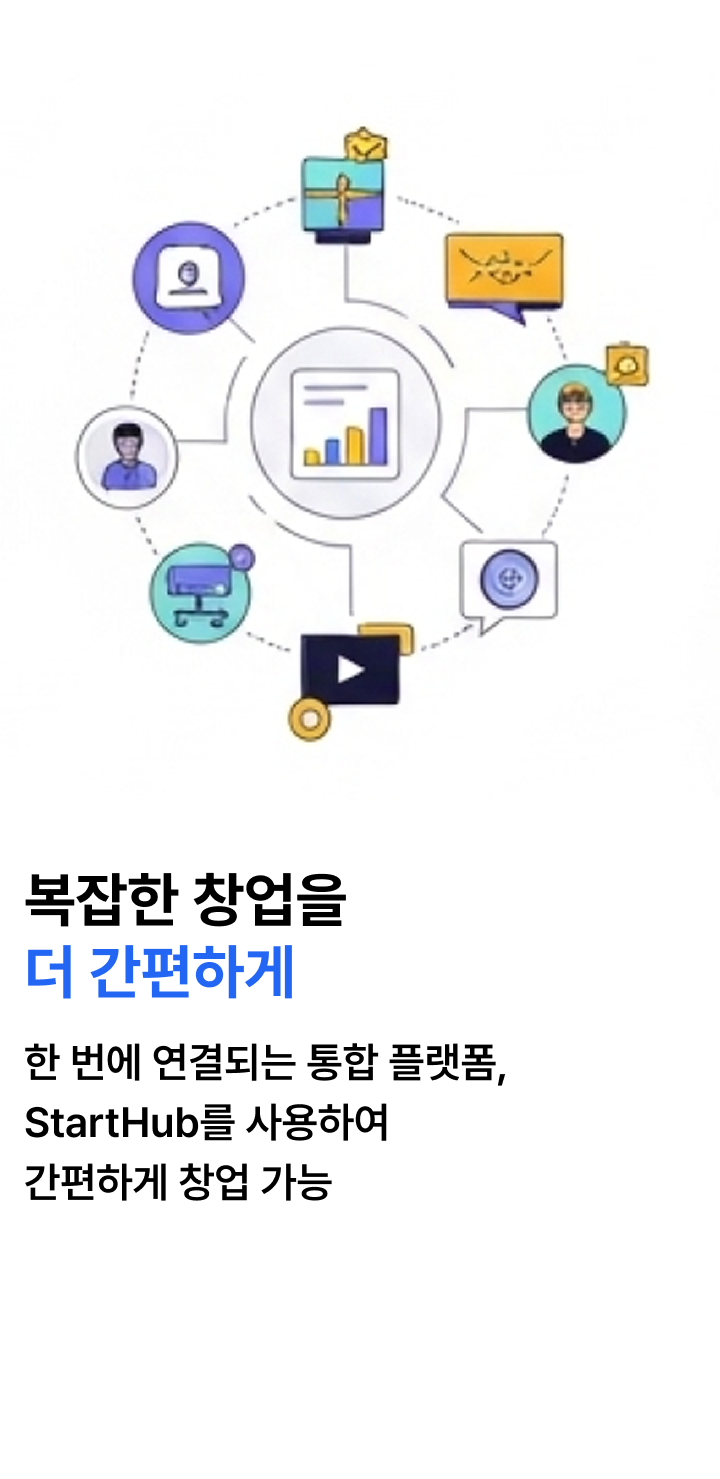 복잡한 창업을
더 간편하게
한 번에 연결되는 통합 플랫폼,
StartHub를 사용하여
간편하게 창업 가능